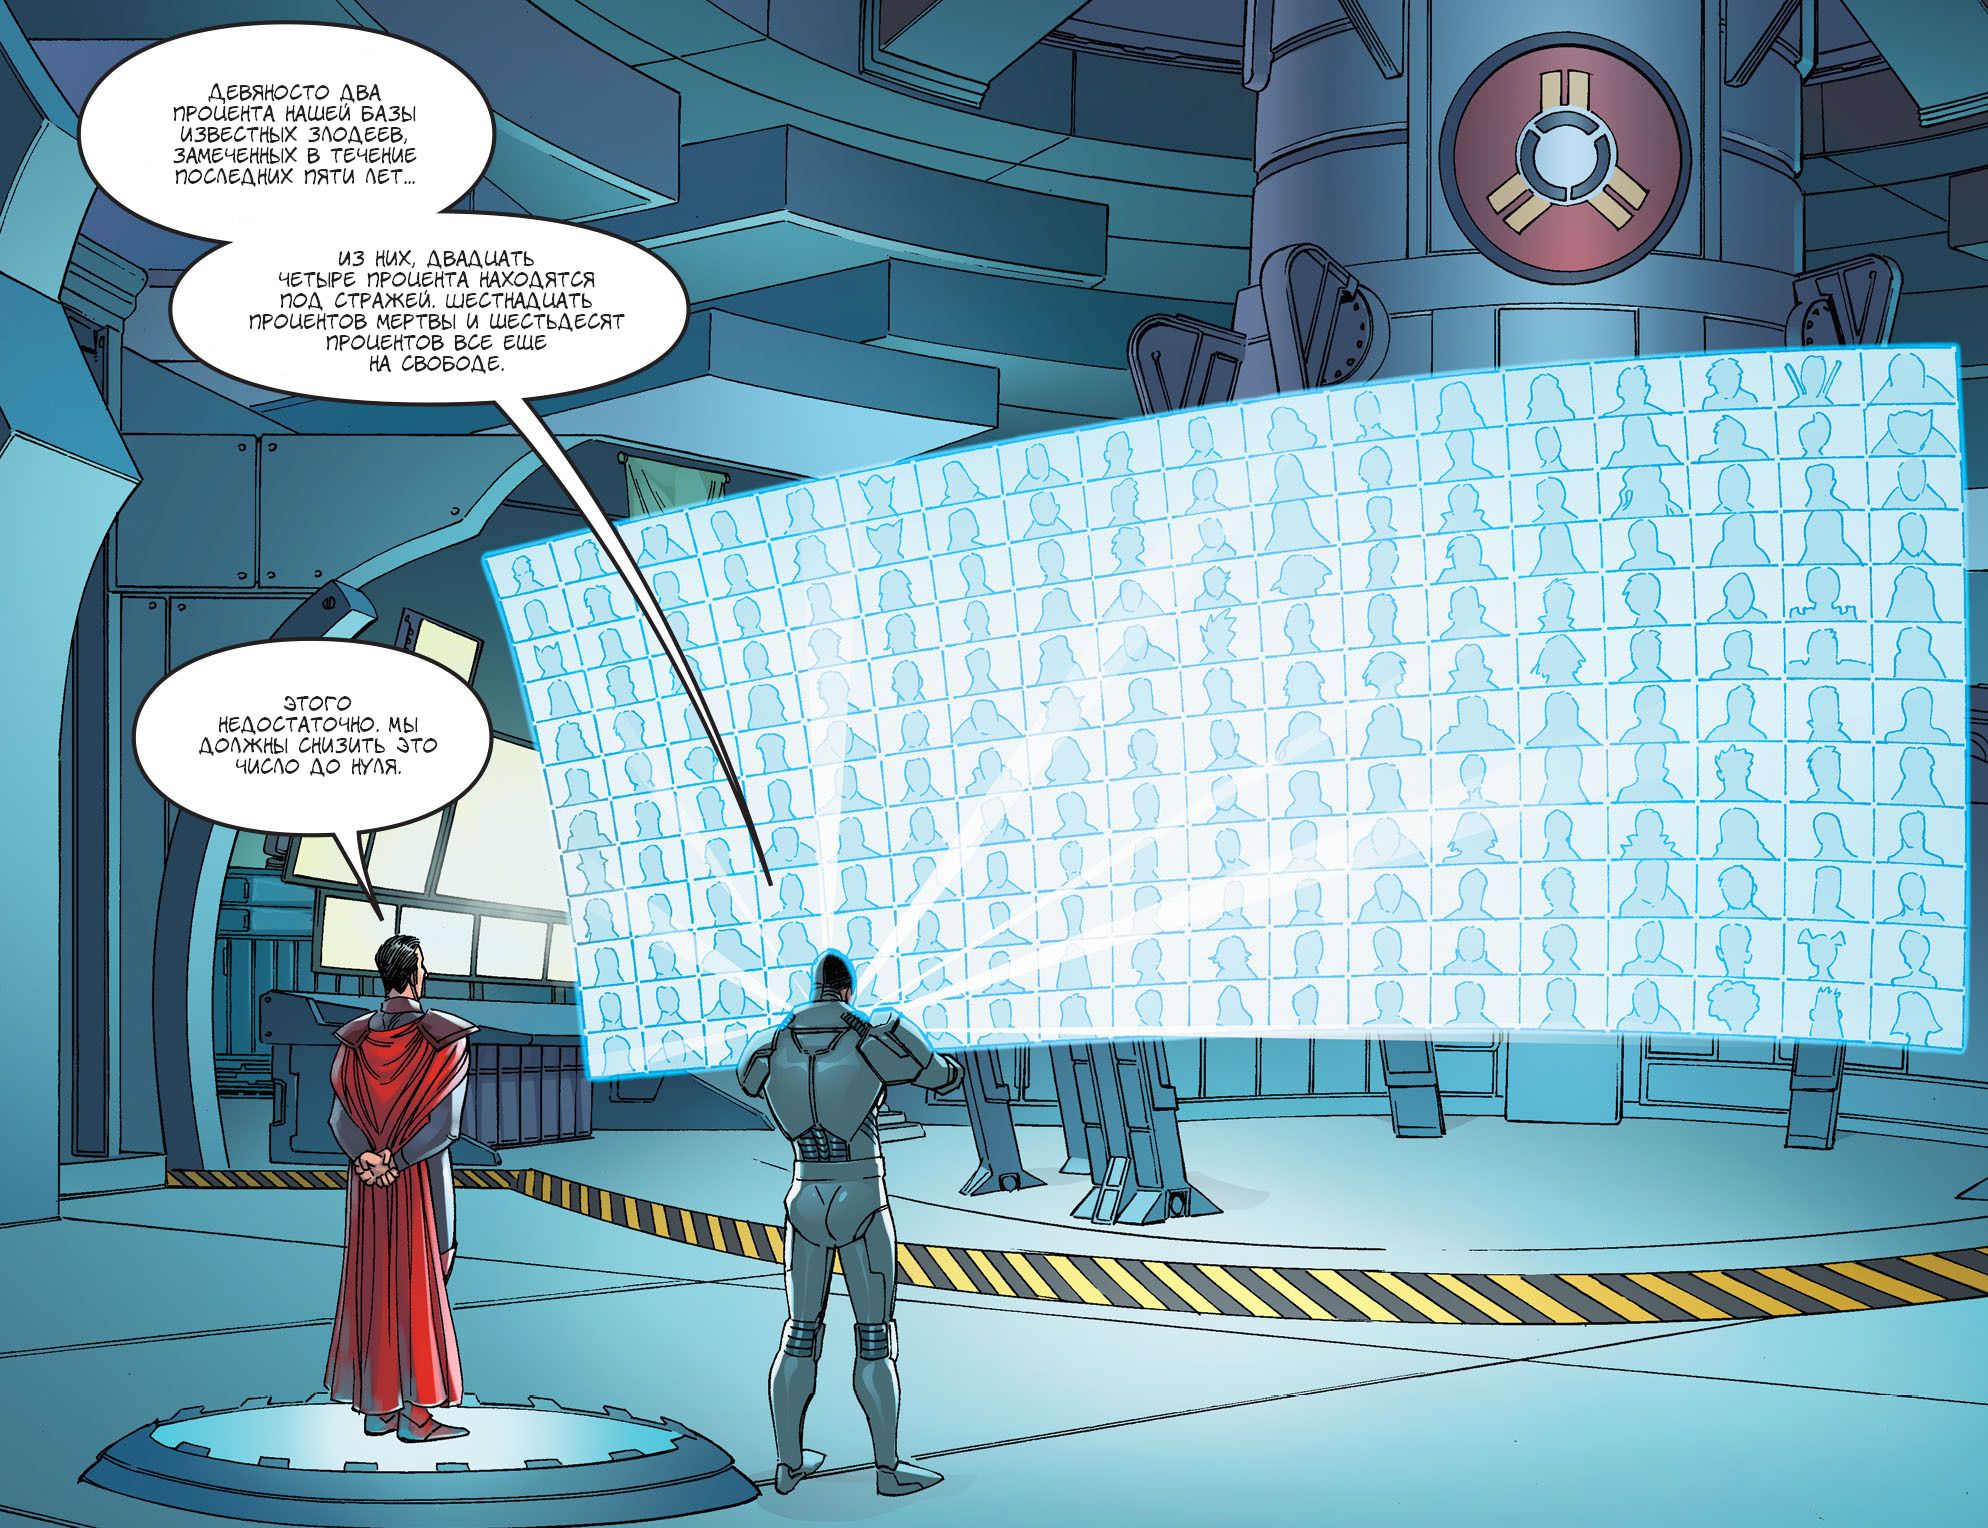 ДЕВЯНОСТО ДВА
ПРОЦЕНТА НАШЕЙ БАЗЫ
ИЗВЕСТНЫХ ЗЛОДЕЕВ,
ЗАМЕЧЕННЫХ В ТЕЧЕНИЕ
ПОСЛЕДНИХ ПЯТИ ЛЕТ...
ИЗ НИХ, ДВАДЦАТЬ
ЧЕТЫРЕ ПРОЦЕНТА НАХОДЯТСЯ
ПОД СТРАЖЕЙ. ШЕСТНАДЦАТЬ
ПРОЦЕНТОВ МЕРТВЫ И ШЕСТЬДЕСЯТ
ПРОЦЕНТОВ ВСЕ ЕЩЕ
НА СВОБОДЕ.
ЭТОГО
НЕДОСТАТОЧНО. МЫ
ДОЛЖНЫ СНИЗИТЬ ЭТО
ЧИСЛО ДО НУЛЯ.